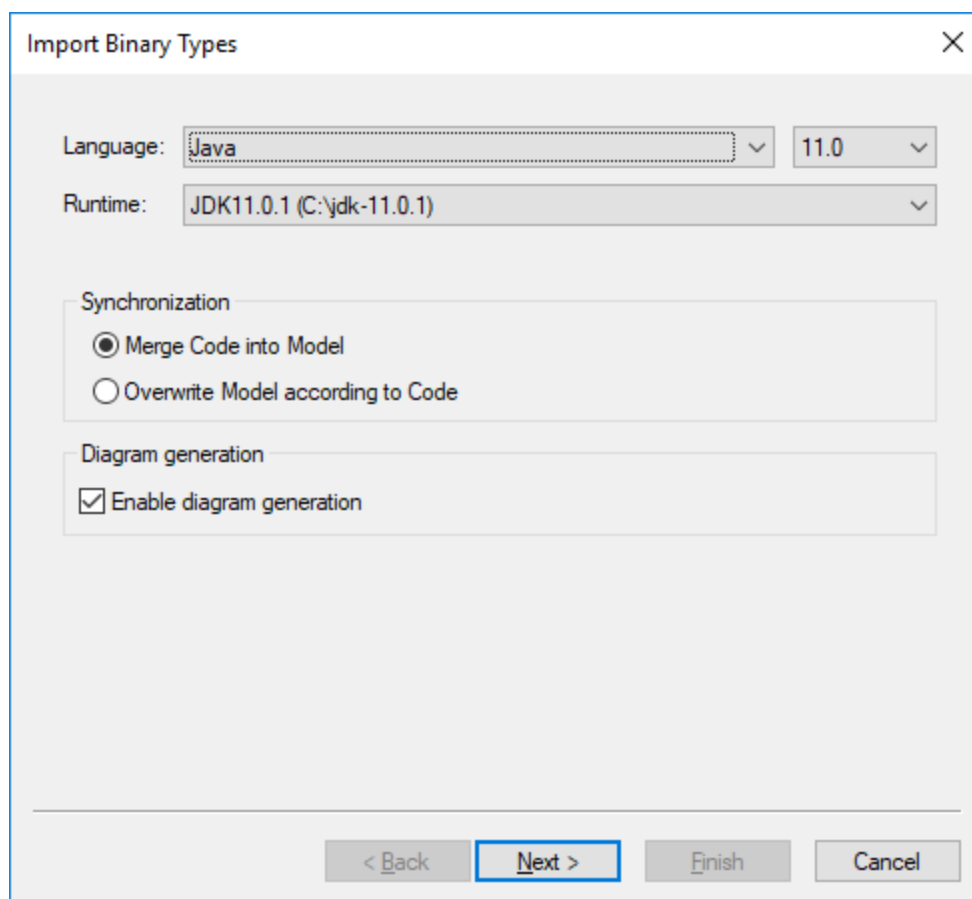 Import Binary Types
Language: Java 11.0
Runtime: JDK11.0.1 (C:\jdk-11.0.1)
Synchronization
Merge Code into Model
Overwrite Model according to Code
Diagram generation
Enable diagram generation
< Back Next > Finish Cancel